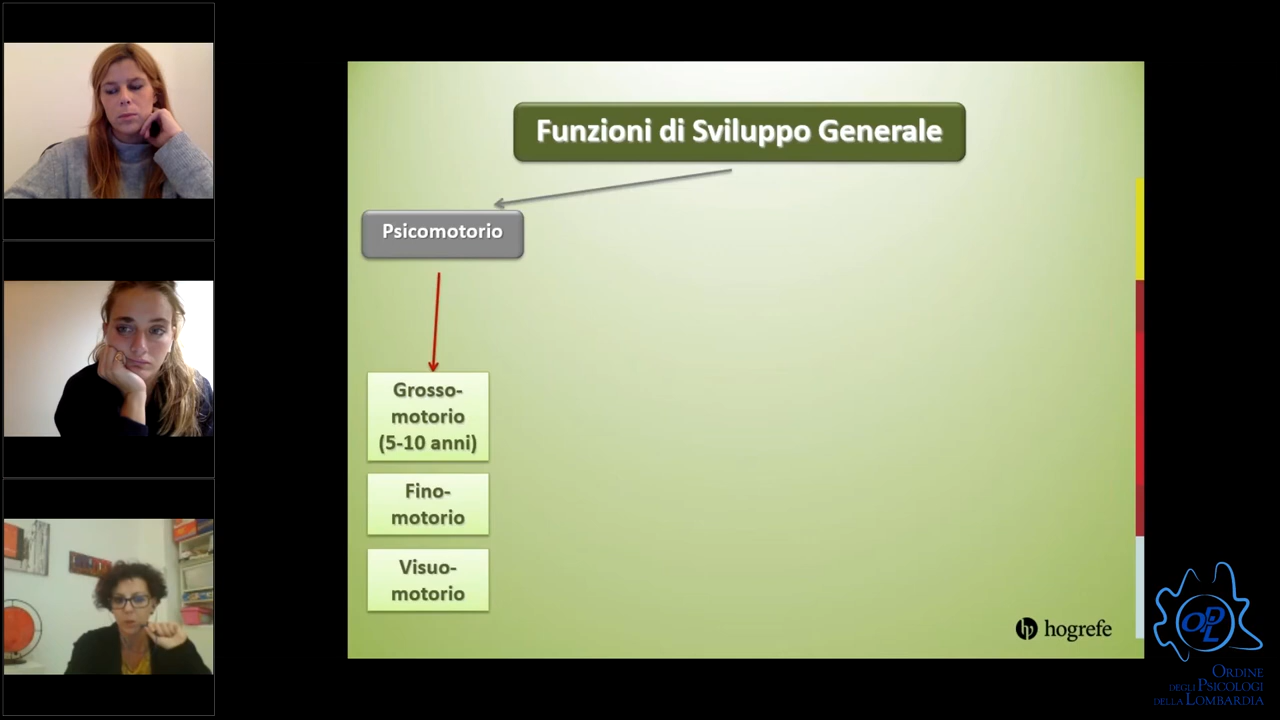 Funzioni di Sviluppo Generale
Psicomotorio
Grosso-
motorio
(5-10 anni)
Fino-
motorio
Visuo-
motorio
hogrefe
OPL
ORDINE
DEGLI PSICOLOGI
DELLA LOMBARDIA